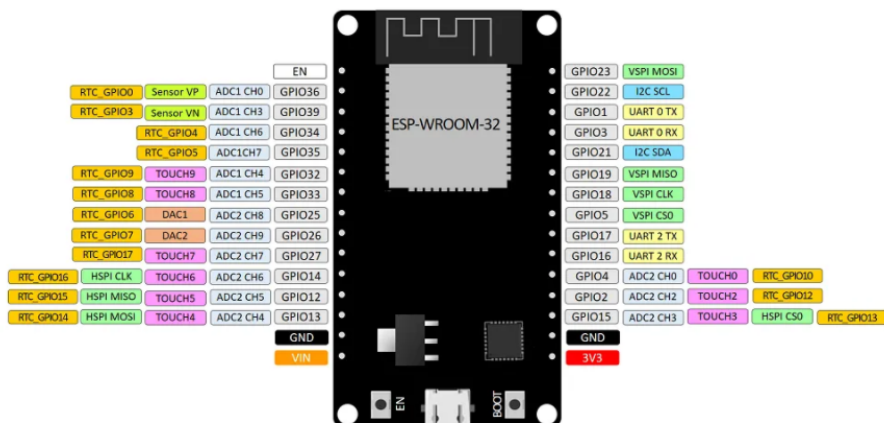 EN GPIO23 VSPI MOSI
RTC_GPIO0 Sensor VP ADC1 CH0 GPIO36 GPIO22 I2C SCL
RTC_GPIO3 Sensor VN ADC1 CH3 GPIO39 GPIO1 UART 0 TX
RTC_GPIO4 ADC1 CH6 GPIO34 ESP-WROOM-32 GPIO3 UART 0 RX
RTC_GPIO5 ADC1CH7 GPIO35 GPIO21 I2C SDA
RTC_GPIO9 TOUCH9 ADC1 CH4 GPIO32 GPIO19 VSPI MISO
RTC_GPIO8 TOUCH8 ADC1 CH5 GPIO33 GPIO18 VSPI CLK
RTC_GPIO6 DAC1 ADC2 CH8 GPIO25 GPIO5 VSPI CS0
RTC_GPIO7 DAC2 ADC2 CH9 GPIO26 GPIO17 UART 2 TX
RTC_GPIO17 TOUCH7 ADC2 CH7 GPIO27 GPIO16 UART 2 RX
RTC_GPIO16 HSPI CLK TOUCH6 ADC2 CH6 GPIO14 GPIO4 ADC2 CH0 TOUCH0 RTC_GPIO10
RTC_GPIO15 HSPI MISO TOUCH5 ADC2 CH5 GPIO12 GPIO2 ADC2 CH2 TOUCH2 RTC_GPIO12
RTC_GPIO14 HSPI MOSI TOUCH4 ADC2 CH4 GPIO13 GPIO15 ADC2 CH3 TOUCH3 HSPI CS0 RTC_GPIO13
GND GND
VIN 3V3
EN BOOT